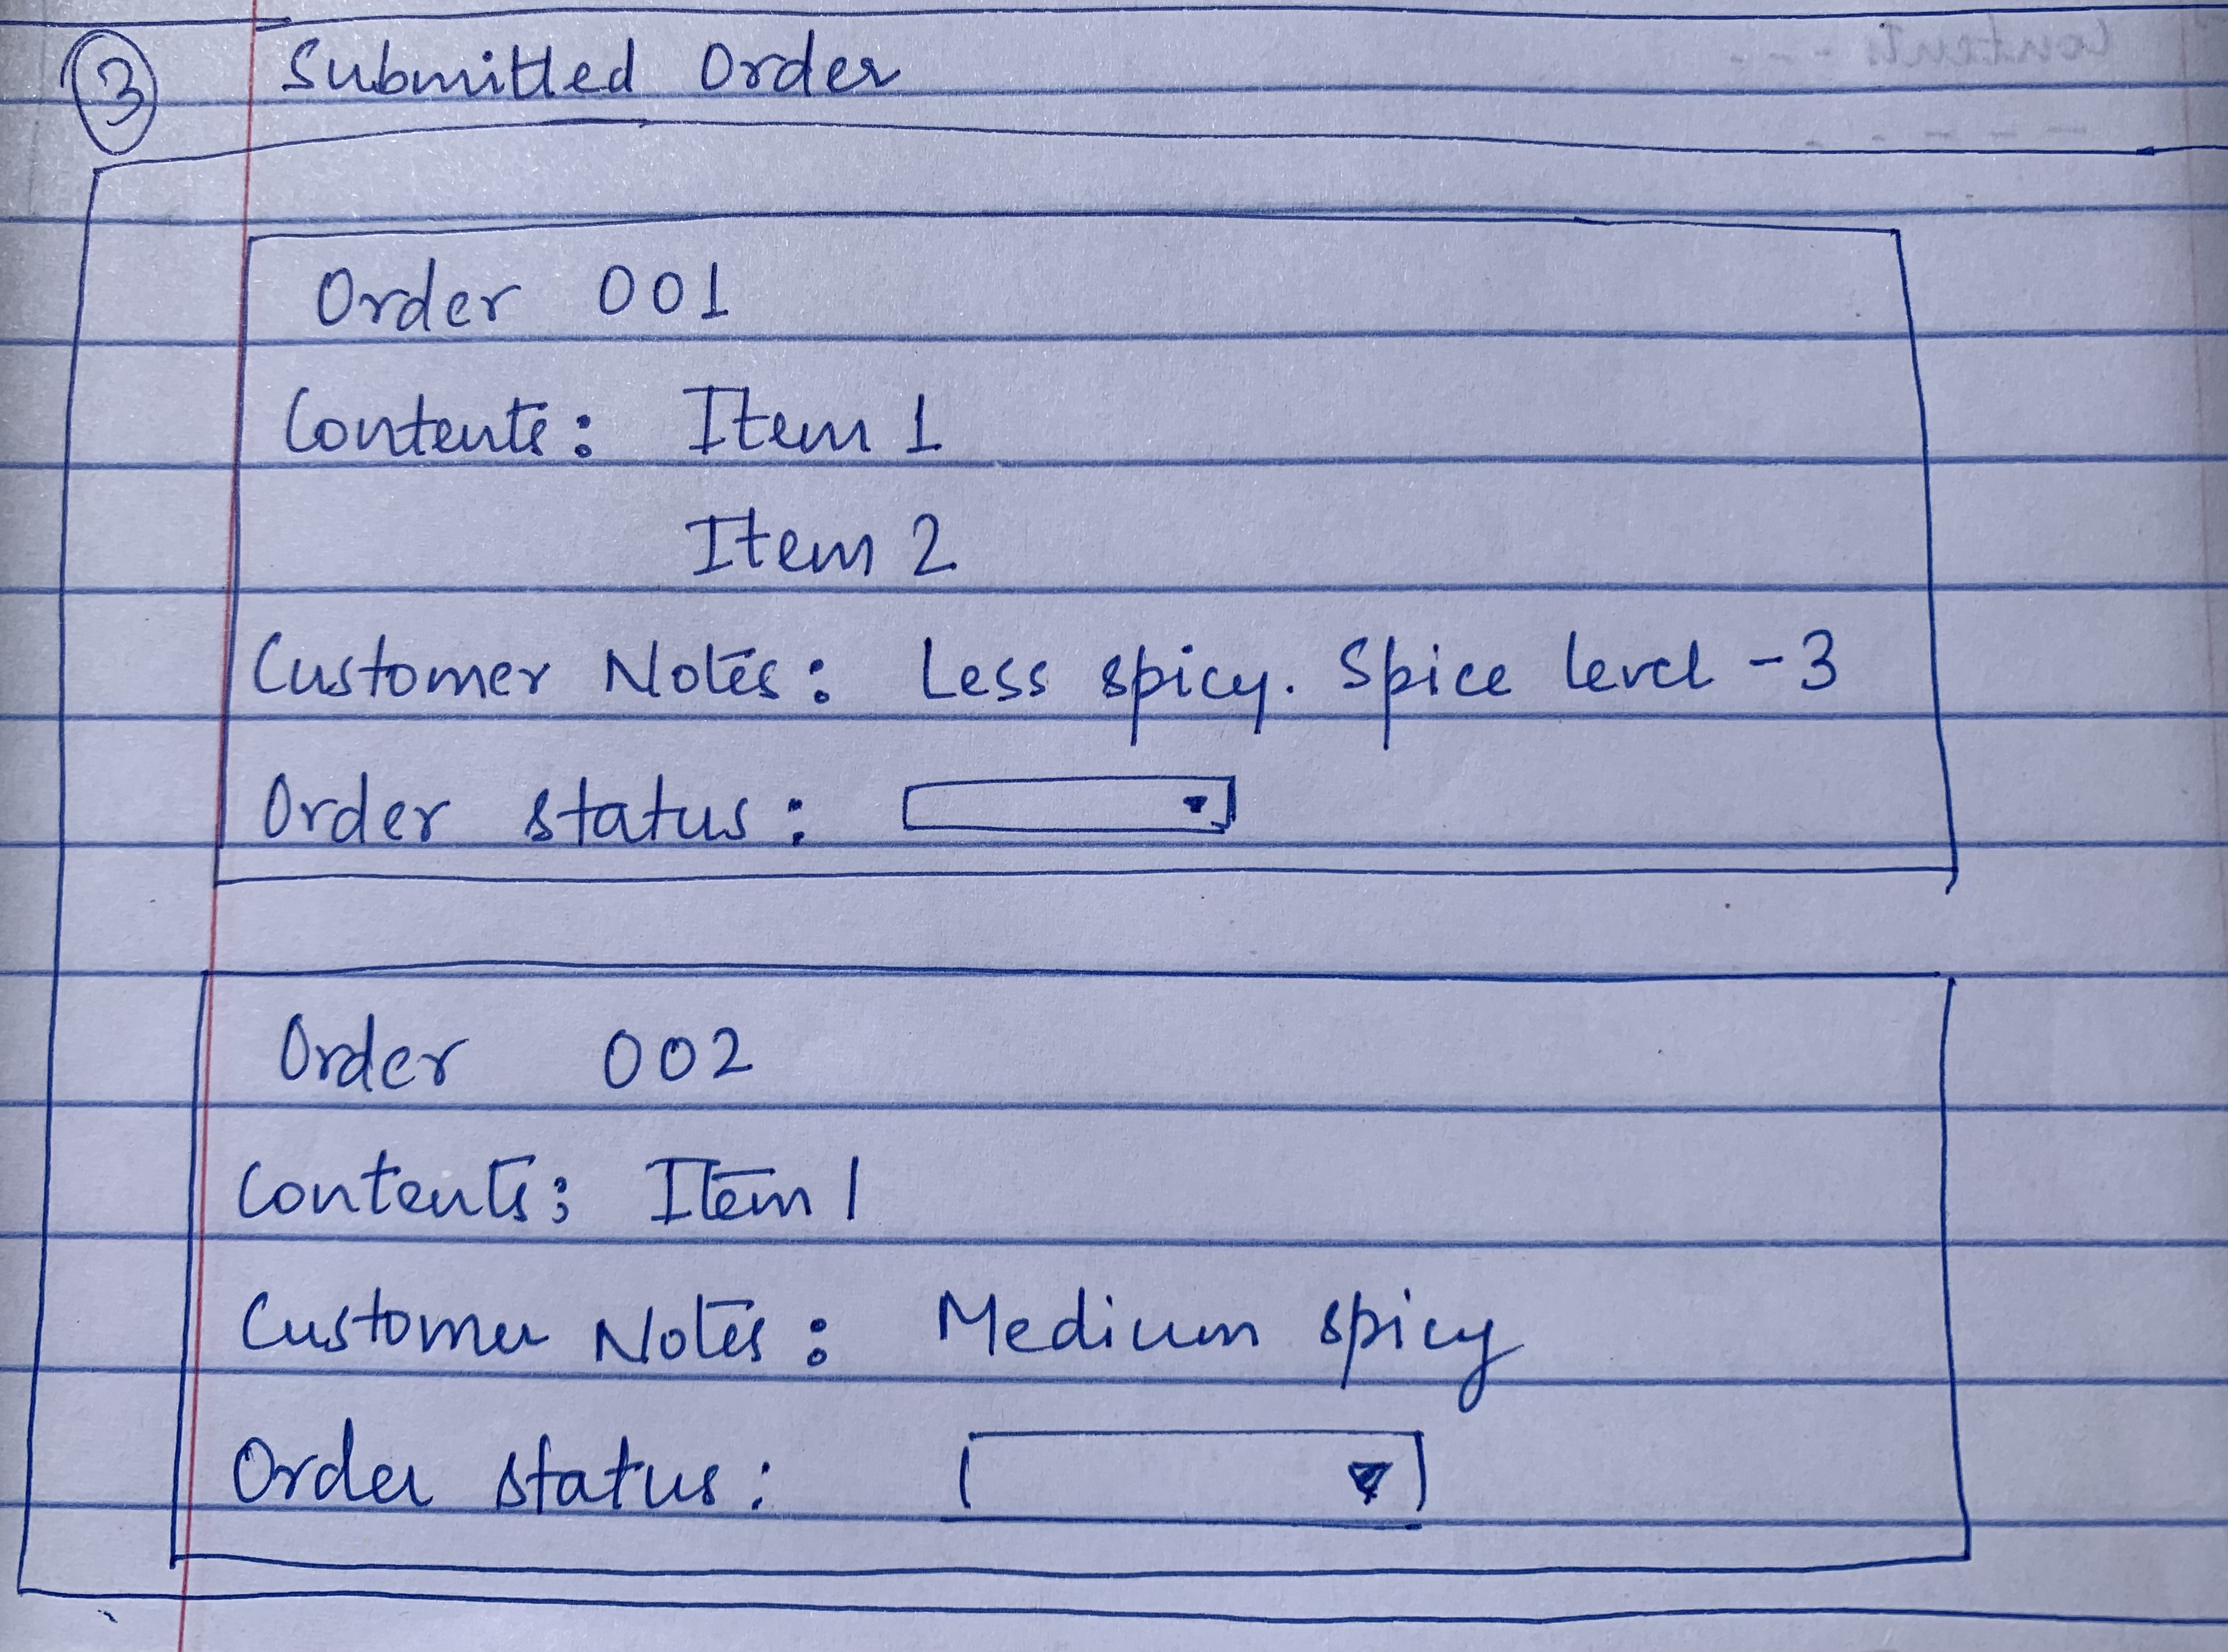 3 Submitted Order
Order 001
Contents: Item 1
Item 2
Customer Notes: Less spicy. Spice level -3
Order status:
Order 002
Contents: Item 1
Customer Notes: Medium spicy
Order status: